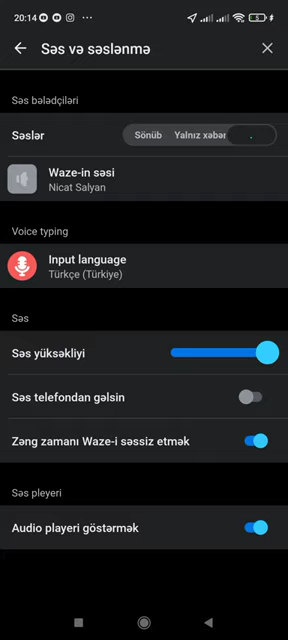 20:14
Səs və səslənmə
Səs bələdçiləri
Səslər
Sönüb
Yalnız xəbər
Waze-in səsi
Nicat Salyan
Voice typing
Input language
Türkçe (Türkiye)
Səs
Səs yüksəkliyi
Səs telefondan gəlsin
Zəng zamanı Waze-i səssiz etmək
Səs pleyeri
Audio playeri göstərmək